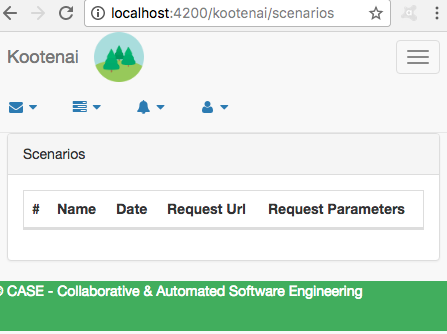 localhost:4200/kootenai/scenarios
Kootenai
Scenarios
# Name Date Request Url Request Parameters
© CASE - Collaborative & Automated Software Engineering